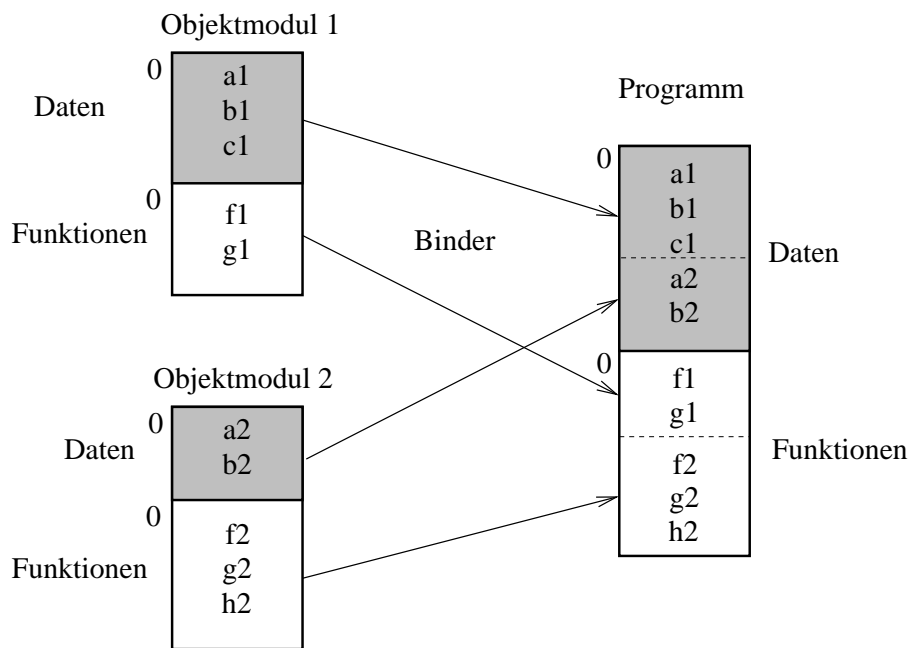 Objektmodul 1
0
Daten
a1
b1
c1
0
Funktionen
f1
g1
Binder
Objektmodul 2
0
Daten
a2
b2
0
Funktionen
f2
g2
h2
Programm
0
a1
b1
c1
a2
b2
Daten
0
f1
g1
f2
g2
h2
Funktionen